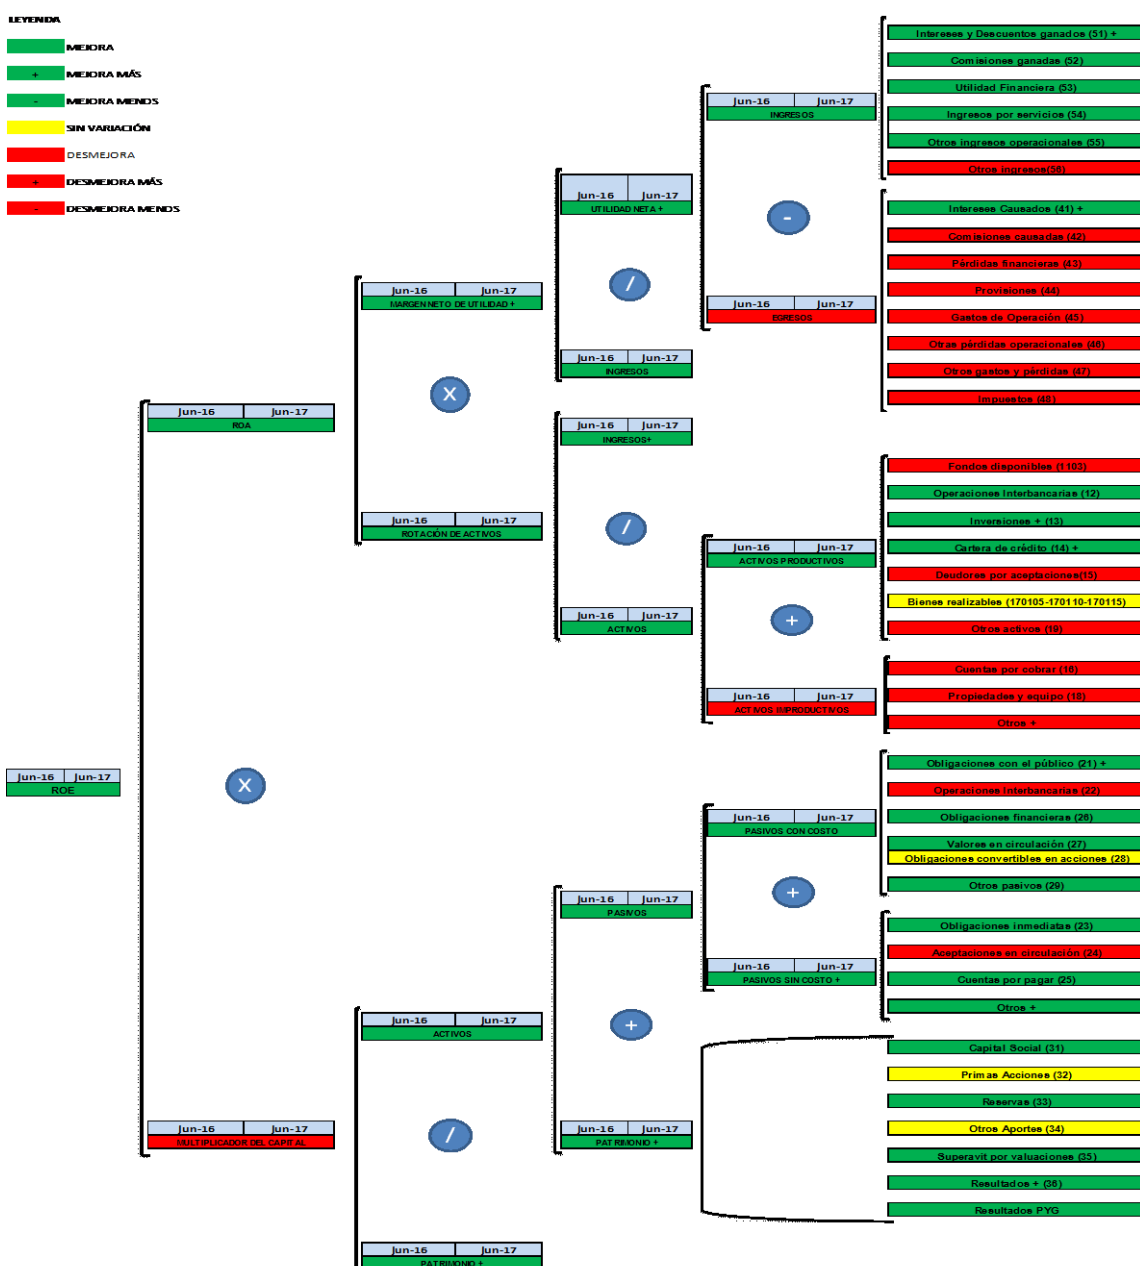 LEYENDA
MEJORA
+ MEJORA MÁS
- MEJORA MENOS
SIN VARIACIÓN
DESMEJORA
+ DESMEJORA MÁS
- DESMEJORA MENOS
Jun-16 Jun-17
ROE
X
Jun-16 Jun-17
ROA
Jun-16 Jun-17
MULTIPLICADOR DEL CAPITAL
Jun-16 Jun-17
MARGEN NETO DE UTILIDAD +
X
Jun-16 Jun-17
ROTACIÓN DE ACTIVOS
Jun-16 Jun-17
ACTIVOS
/
Jun-16 Jun-17
PATRIMONIO +
Jun-16 Jun-17
UTILIDAD NETA +
/
Jun-16 Jun-17
INGRESOS
Jun-16 Jun-17
INGRESOS+
/
Jun-16 Jun-17
ACTIVOS
Jun-16 Jun-17
PASIVOS
+
Jun-16 Jun-17
PATRIMONIO +
Jun-16 Jun-17
INGRESOS
-
Jun-16 Jun-17
EGRESOS
Jun-16 Jun-17
ACTIVOS PRODUCTIVOS
+
Jun-16 Jun-17
ACTIVOS IMPRODUCTIVOS
Jun-16 Jun-17
PASIVOS CON COSTO
+
Jun-16 Jun-17
PASIVOS SIN COSTO +
Intereses y Descuentos ganados (51) +
Comisiones ganadas (52)
Utilidad Financiera (53)
Ingresos por servicios (54)
Otros ingresos operacionales (55)
Otros Ingresos(56)
Intereses Causados (41) +
Comisiones causadas (42)
Pérdidas financieras (43)
Provisiones (44)
Gastos de Operación (45)
Otras pérdidas operacionales (46)
Otros gastos y pérdidas (47)
Impuestos (48)
Fondos disponibles (1103)
Operaciones Interbancarias (12)
Inversiones + (13)
Cartera de crédito (14) +
Deudores por aceptaciones(15)
Bienes realizables (170105-170110-170115)
Otros activos (19)
Cuentas por cobrar (16)
Propiedades y equipo (18)
Otros +
Obligaciones con el público (21) +
Operaciones Interbancarias (22)
Obligaciones financieras (26)
Valores en circulación (27)
Obligaciones convertibles en acciones (28)
Otros pasivos (29)
Obligaciones inmediatas (23)
Aceptaciones en circulación (24)
Cuentas por pagar (25)
Otros +
Capital Social (31)
Primas Acciones (32)
Reservas (33)
Otros Aportes (34)
Superavit por valuaciones (35)
Resultados + (36)
Resultados PYG